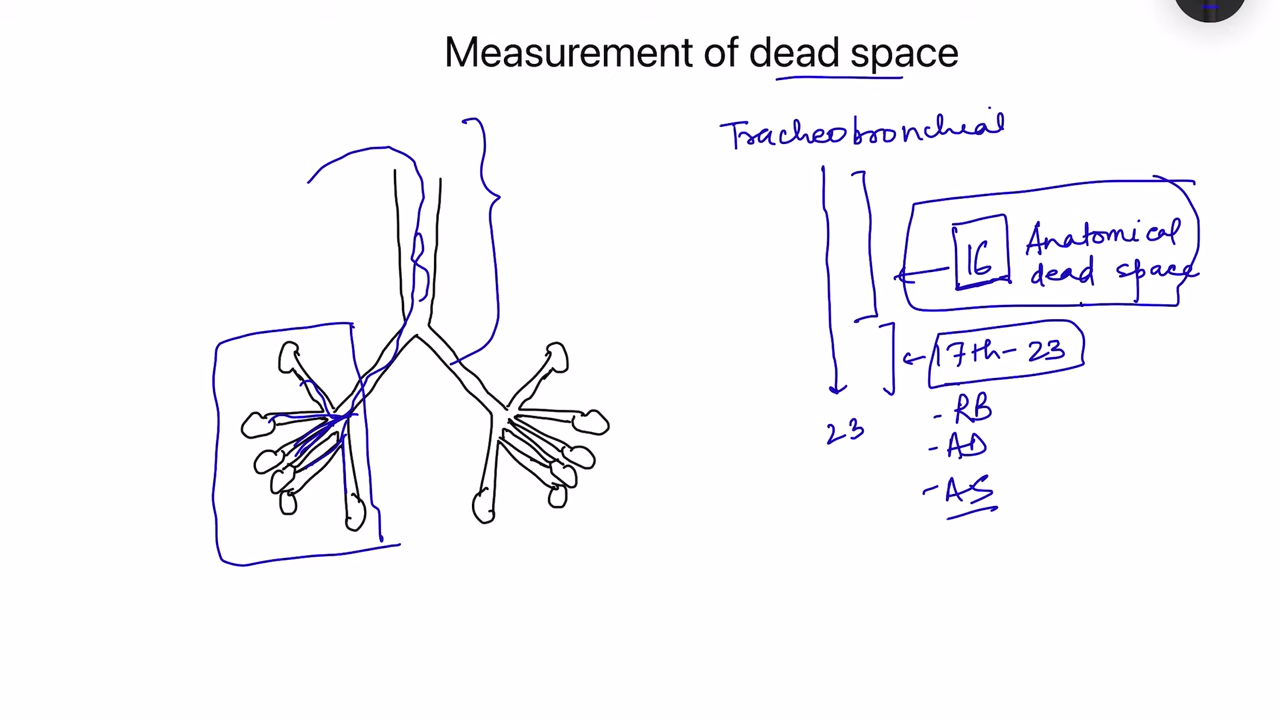 Measurement of dead space
Tracheobronchial
16 Anatomical
dead space
17th-23
23
- RB
- AD
- AS